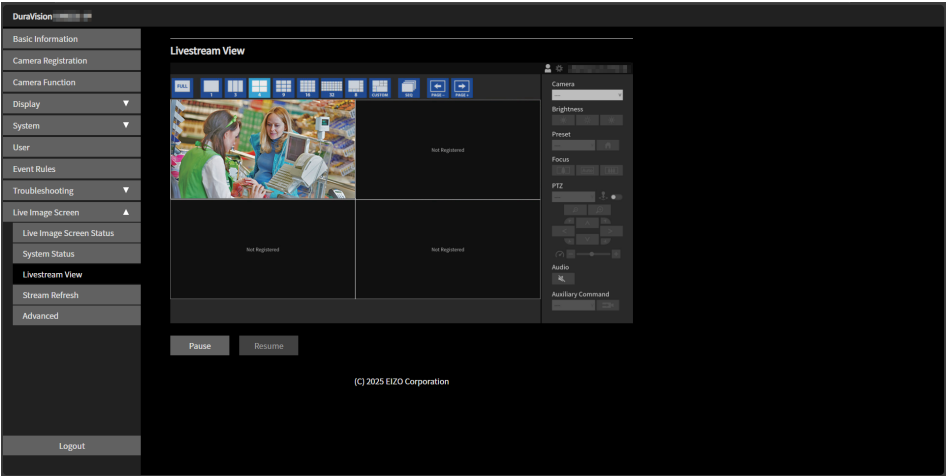 DuraVision
Basic Information
Camera Registration
Camera Function
Display ▼
System ▼
User
Event Rules
Troubleshooting ▼
Live Image Screen ▲
Live Image Screen Status
System Status
Livestream View
Stream Refresh
Advanced
Logout
Livestream View
FULL 1 3 4 9 16 32 8 CUSTOM SEQ PAGE - PAGE +
Not Registered
Not Registered
Not Registered
Camera
Brightness
Preset
Focus
PTZ
Audio
Auxiliary Command
Pause Resume
(C) 2025 EIZO Corporation